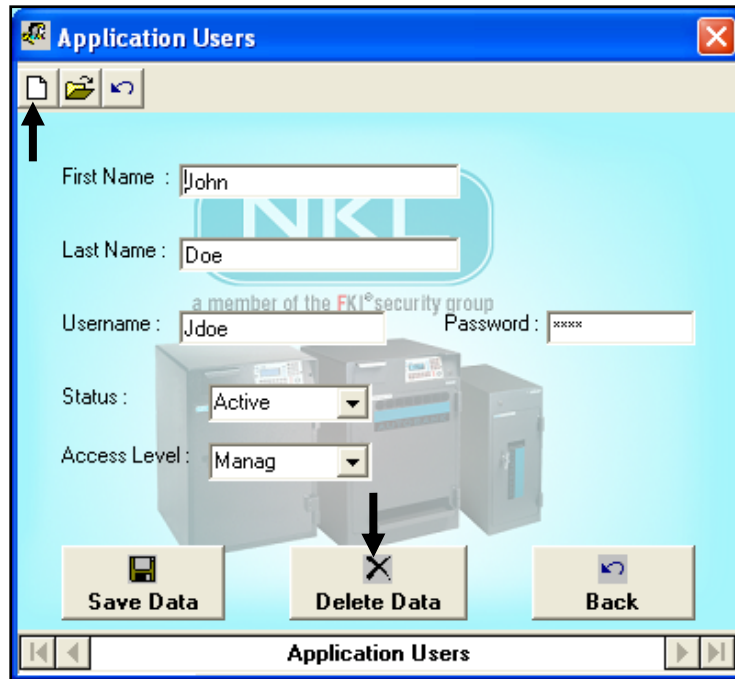 Application Users
First Name : John
NKL
Last Name : Doe
a member of the FKI® security group
Username : Jdoe Password : ****
Status : Active
Access Level : Manag
Save Data Delete Data Back
Application Users